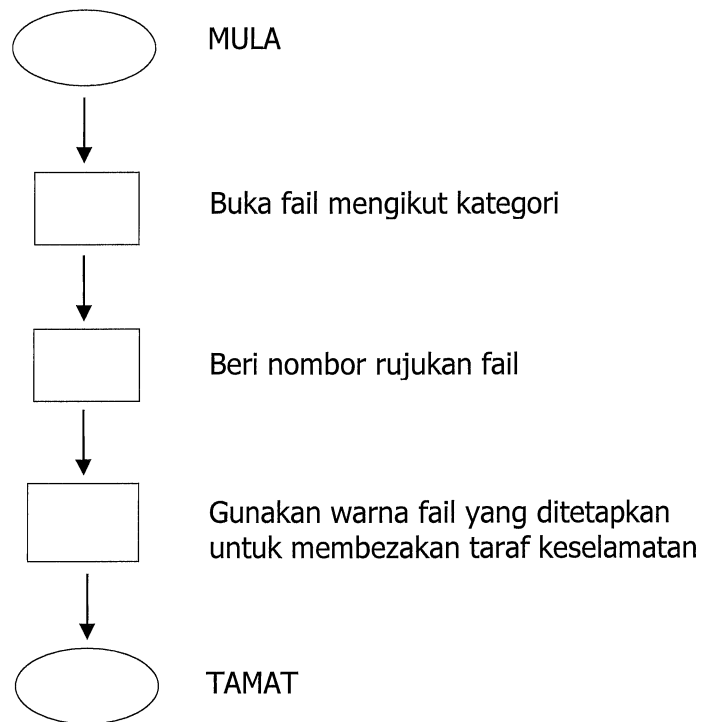 MULA
Buka fail mengikut kategori
Beri nombor rujukan fail
Gunakan warna fail yang ditetapkan
untuk membezakan taraf keselamatan
TAMAT